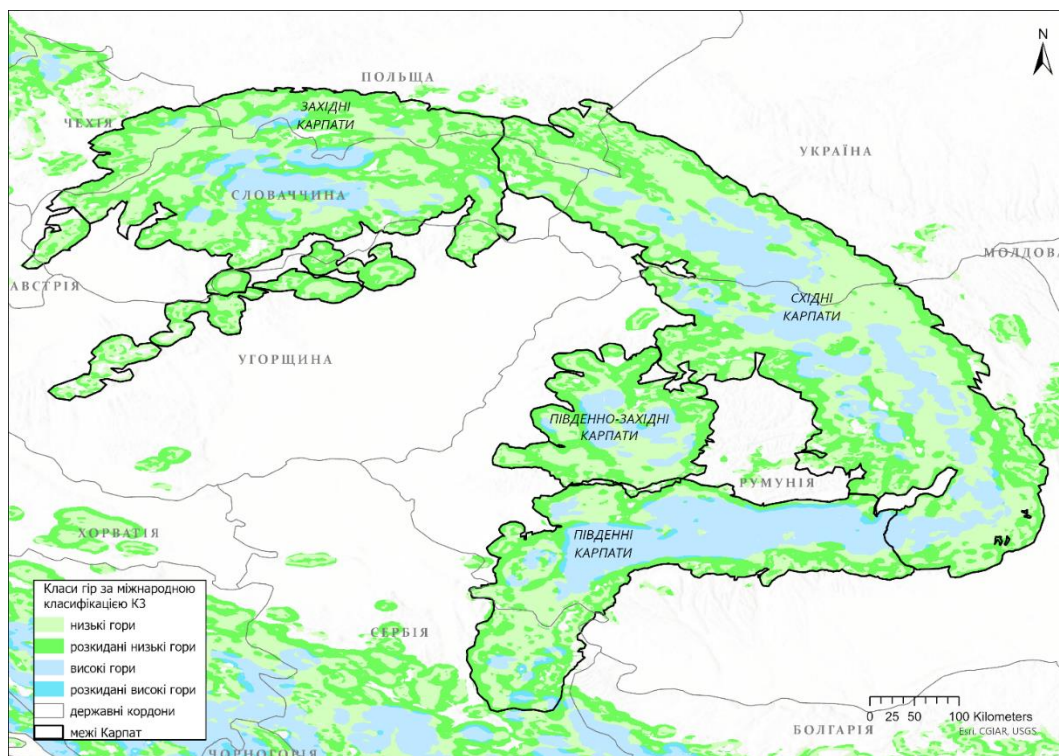 N
ПОЛЬЩА
ЗАХІДНІ
КАРПАТИ
ЧЕХІЯ
УКРАЇНА
СЛОВАЧЧИНА
МОЛДОВА
АВСТРІЯ
СХІДНІ
КАРПАТИ
УГОРЩИНА
ПІВДЕННО-ЗАХІДНІ
КАРПАТИ
РУМУНІЯ
ХОРВАТІЯ
ПІВДЕННІ
КАРПАТИ
Класи гір за міжнародною
класифікацією К3
низькі гори
розкидані низькі гори
високі гори
розкидані високі гори
державні кордони
межі Карпат
СЕРБІЯ
ЧОРНОГОРІЯ
БОЛГАРІЯ
0 25 50 100 Kilometers
Esri, CGIAR, USGS